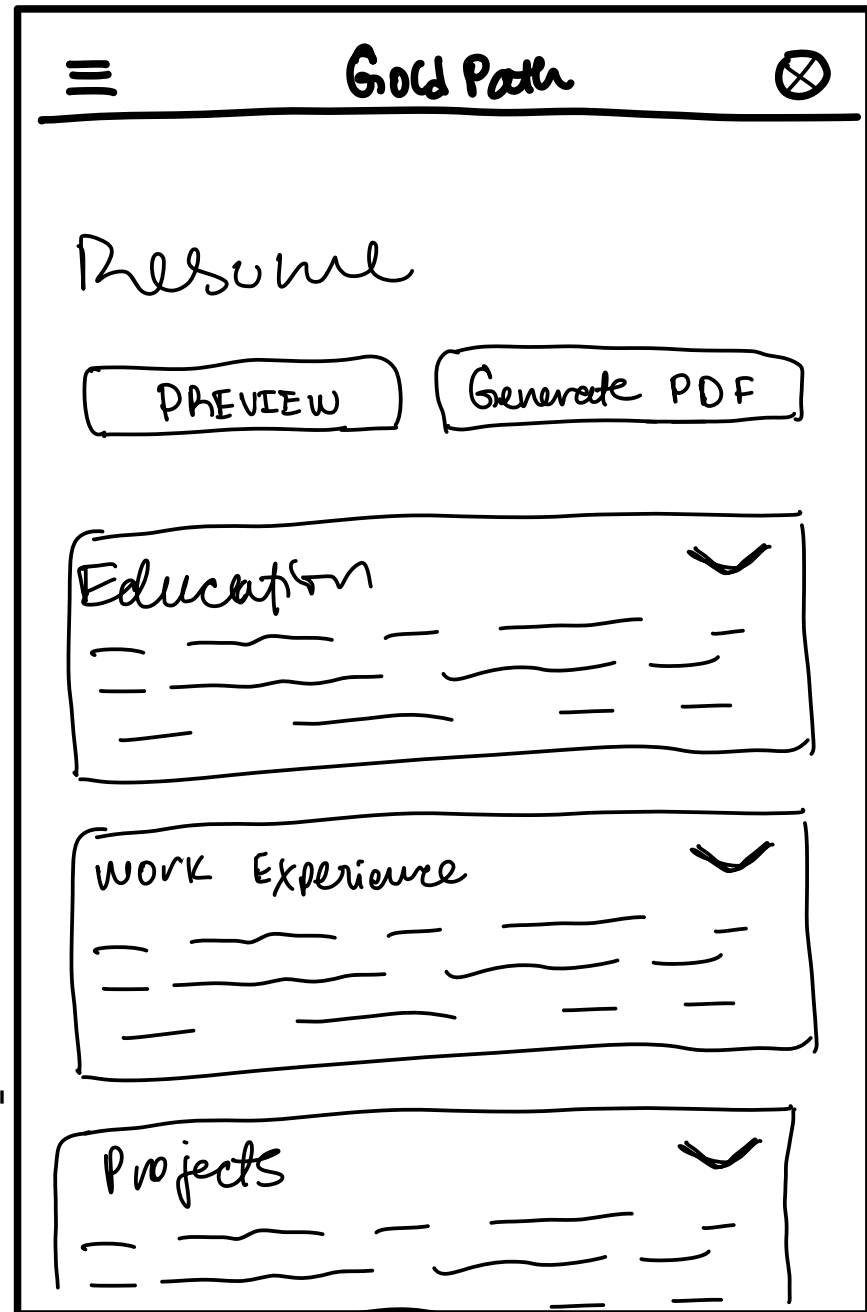 Gold Path
Resume
PREVIEW
Generate PDF
Education
Work Experience
Projects